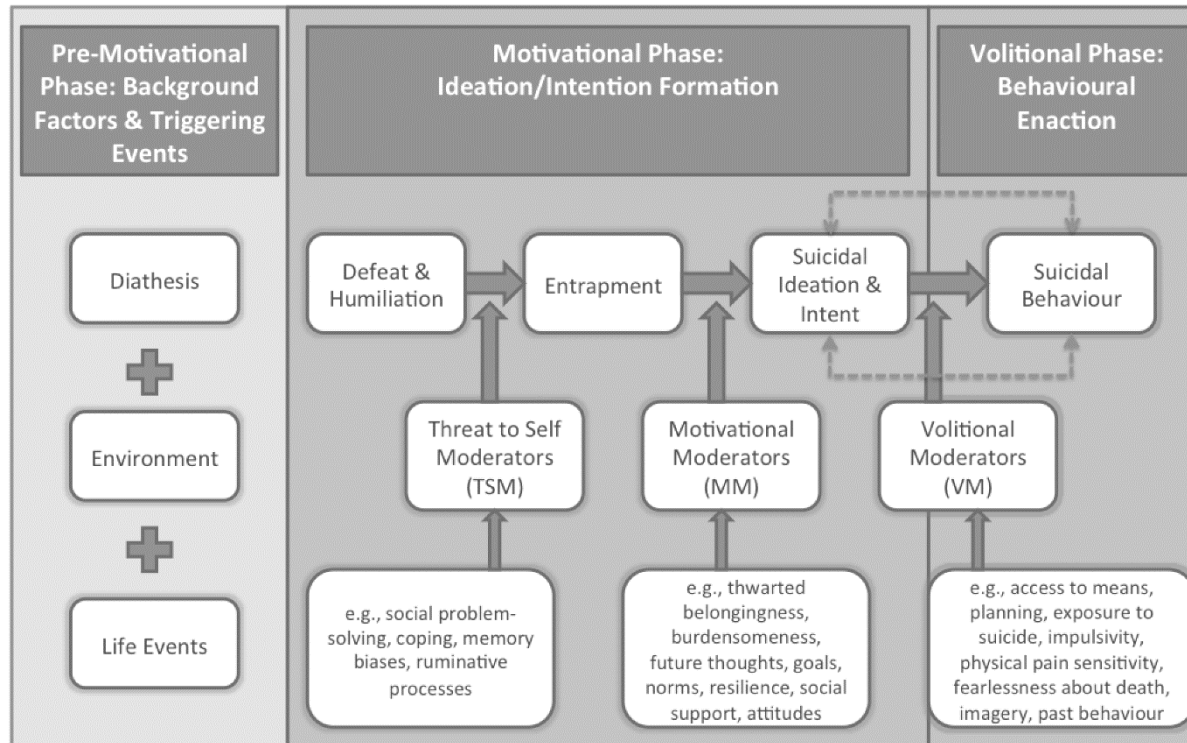 Pre-Motivational
Phase: Background
Factors & Triggering
Events
Motivational Phase:
Ideation/Intention Formation
Volitional Phase:
Behavioural
Enaction
Diathesis
Environment
Life Events
Defeat &
Humiliation
Entrapment
Suicidal
Ideation &
Intent
Suicidal
Behaviour
Threat to Self
Moderators
(TSM)
Motivational
Moderators
(MM)
Volitional
Moderators
(VM)
e.g., social problem-
solving, coping, memory
biases, ruminative
processes
e.g., thwarted
belongingness,
burdensomeness,
future thoughts, goals,
norms, resilience, social
support, attitudes
e.g., access to means,
planning, exposure to
suicide, impulsivity,
physical pain sensitivity,
fearlessness about death,
imagery, past behaviour